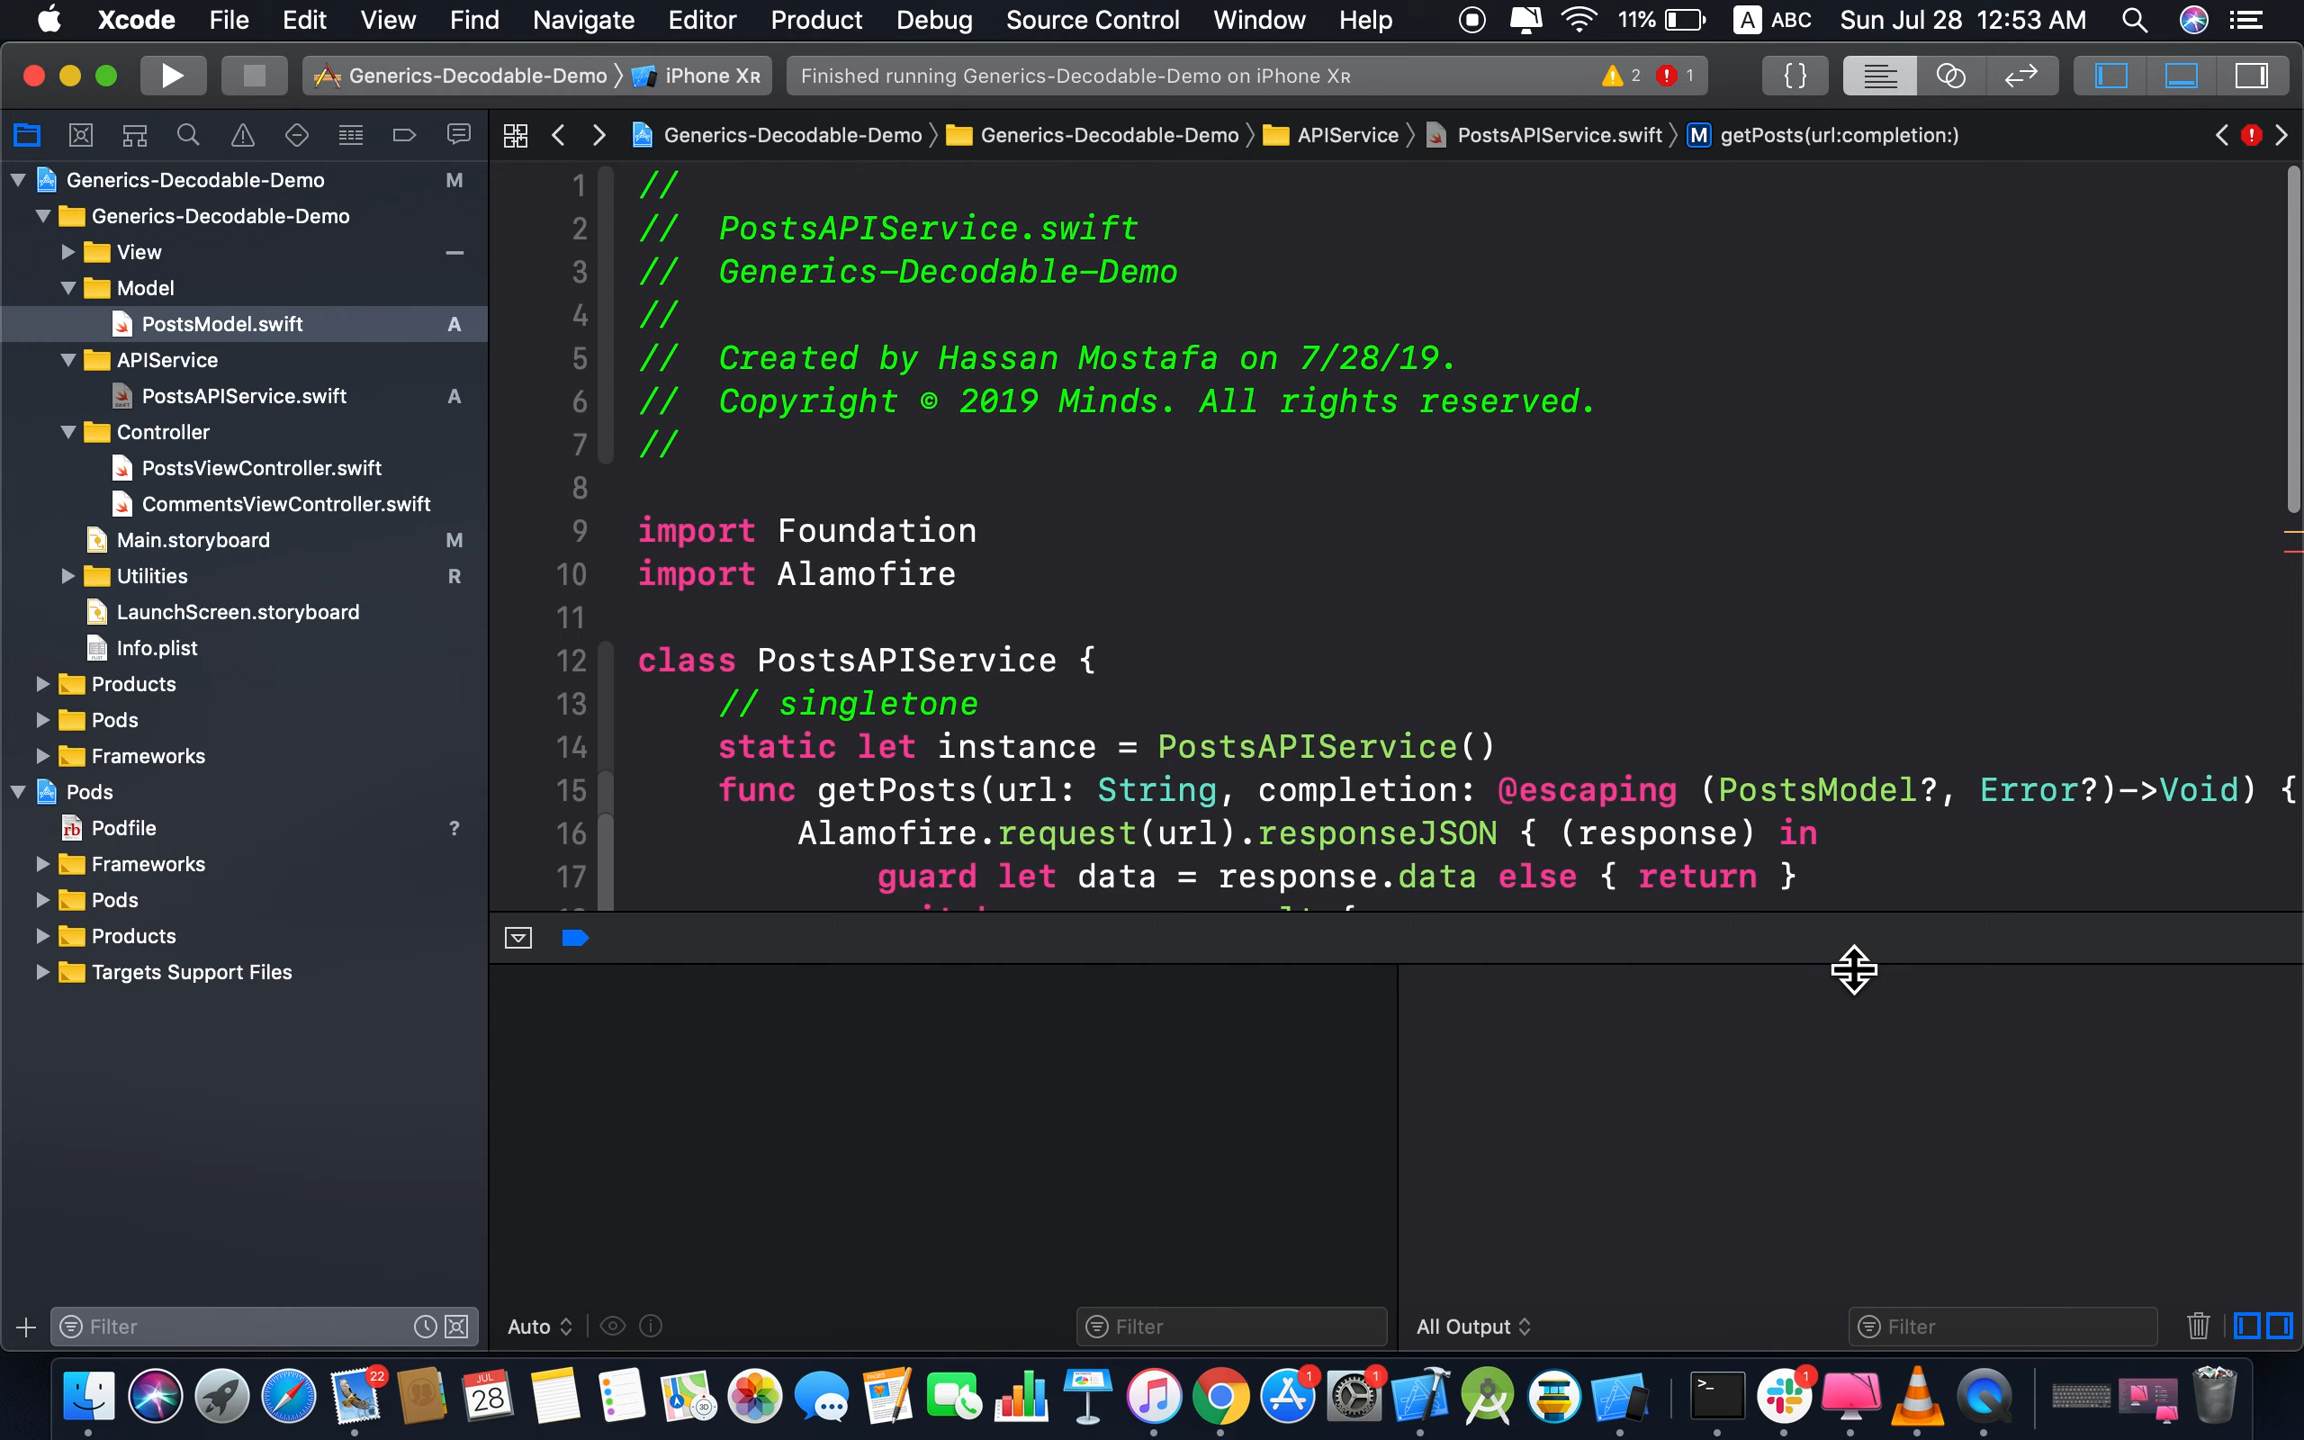 Xcode File Edit View Find Navigate Editor Product Debug Source Control Window Help 11% A ABC Sun Jul 28 12:53 AM
Generics-Decodable-Demo iPhone XR Finished running Generics-Decodable-Demo on iPhone XR 2 1 {}
Generics-Decodable-Demo Generics-Decodable-Demo APIService PostsAPIService.swift M getPosts(url:completion:)
Generics-Decodable-Demo M
Generics-Decodable-Demo
View
Model
PostsModel.swift A
APIService
PostsAPIService.swift A
Controller
PostsViewController.swift
CommentsViewController.swift
Main.storyboard M
Utilities R
LaunchScreen.storyboard
Info.plist
Products
Pods
Frameworks
Pods
Podfile ?
Frameworks
Pods
Products
Targets Support Files
Filter
1 //
2 // PostsAPIService.swift
3 // Generics-Decodable-Demo
4 //
5 // Created by Hassan Mostafa on 7/28/19.
6 // Copyright © 2019 Minds. All rights reserved.
7 //
8
9 import Foundation
10 import Alamofire
11
12 class PostsAPIService {
13 // singletone
14 static let instance = PostsAPIService()
15 func getPosts(url: String, completion: @escaping (PostsModel?, Error?)->Void) {
16 Alamofire.request(url).responseJSON { (response) in
17 guard let data = response.data else { return }
Auto Filter
All Output Filter
22
JUL
28
1
1
1